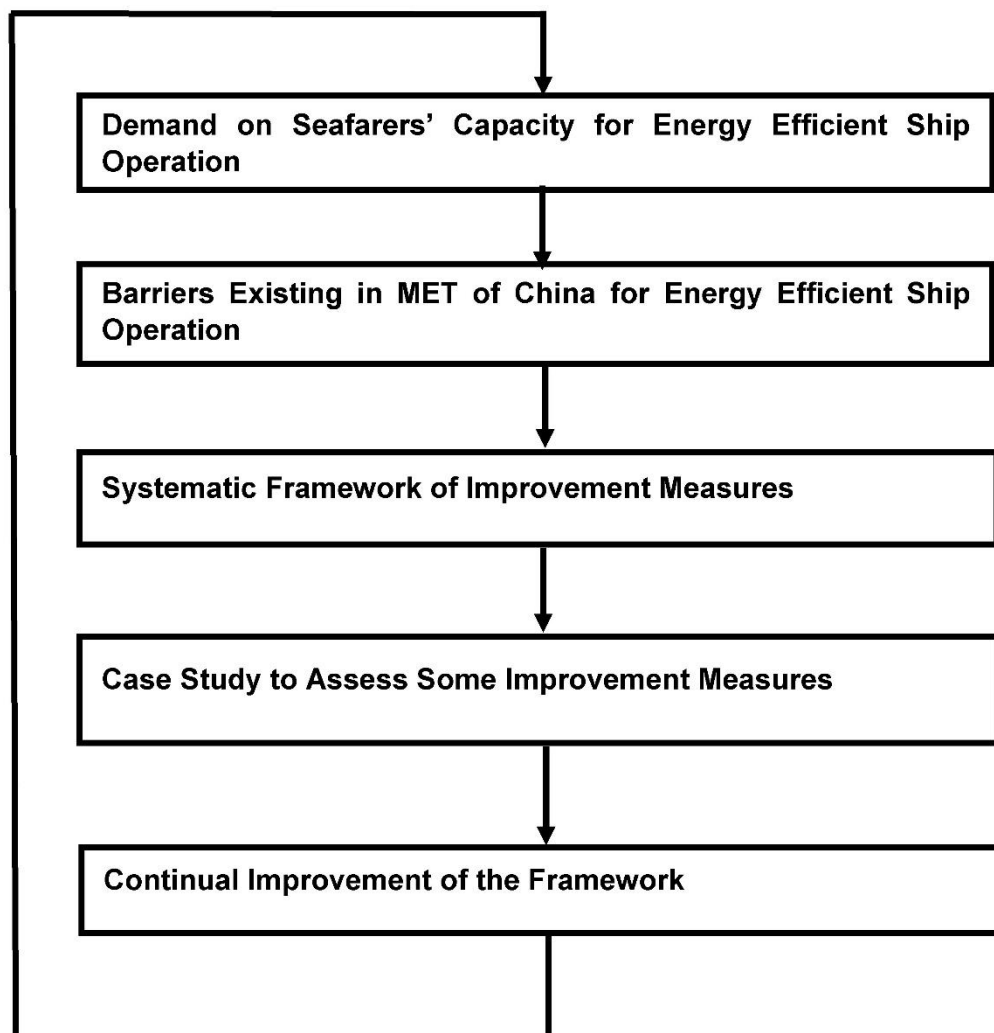 Demand on Seafarers’ Capacity for Energy Efficient Ship
Operation
Barriers Existing in MET of China for Energy Efficient Ship
Operation
Systematic Framework of Improvement Measures
Case Study to Assess Some Improvement Measures
Continual Improvement of the Framework